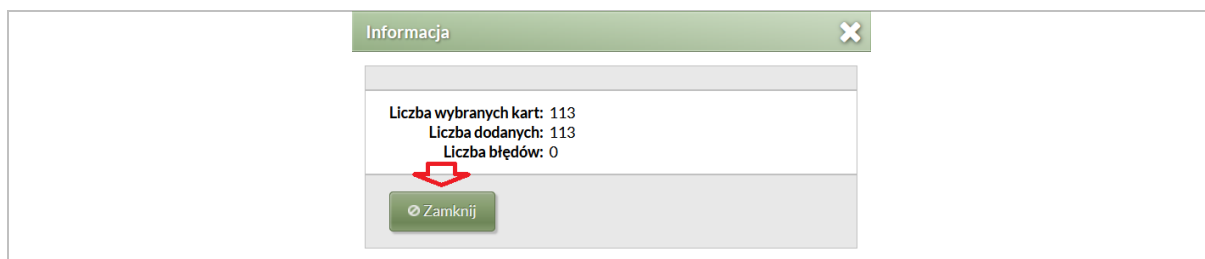 Informacja
Liczba wybranych kart: 113
Liczba dodanych: 113
Liczba błędów: 0
Zamknij